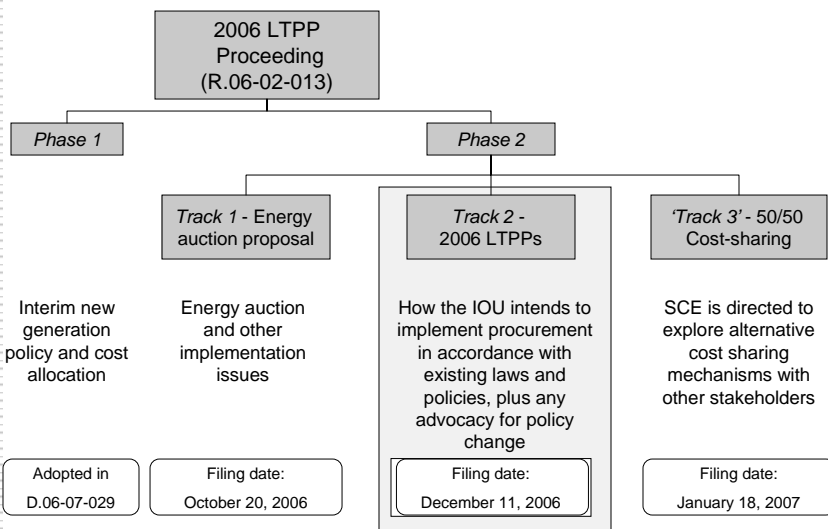 2006 LTPP
Proceeding
(R.06-02-013)
Phase 1
Phase 2
Track 1 - Energy
auction proposal
Track 2 -
2006 LTPPs
'Track 3' - 50/50
Cost-sharing
Interim new
generation
policy and cost
allocation
Energy auction
and other
implementation
issues
How the IOU intends to
implement procurement
in accordance with
existing laws and
policies, plus any
advocacy for policy
change
SCE is directed to
explore alternative
cost sharing
mechanisms with
other stakeholders
Adopted in
D.06-07-029
Filing date:
October 20, 2006
Filing date:
December 11, 2006
Filing date:
January 18, 2007